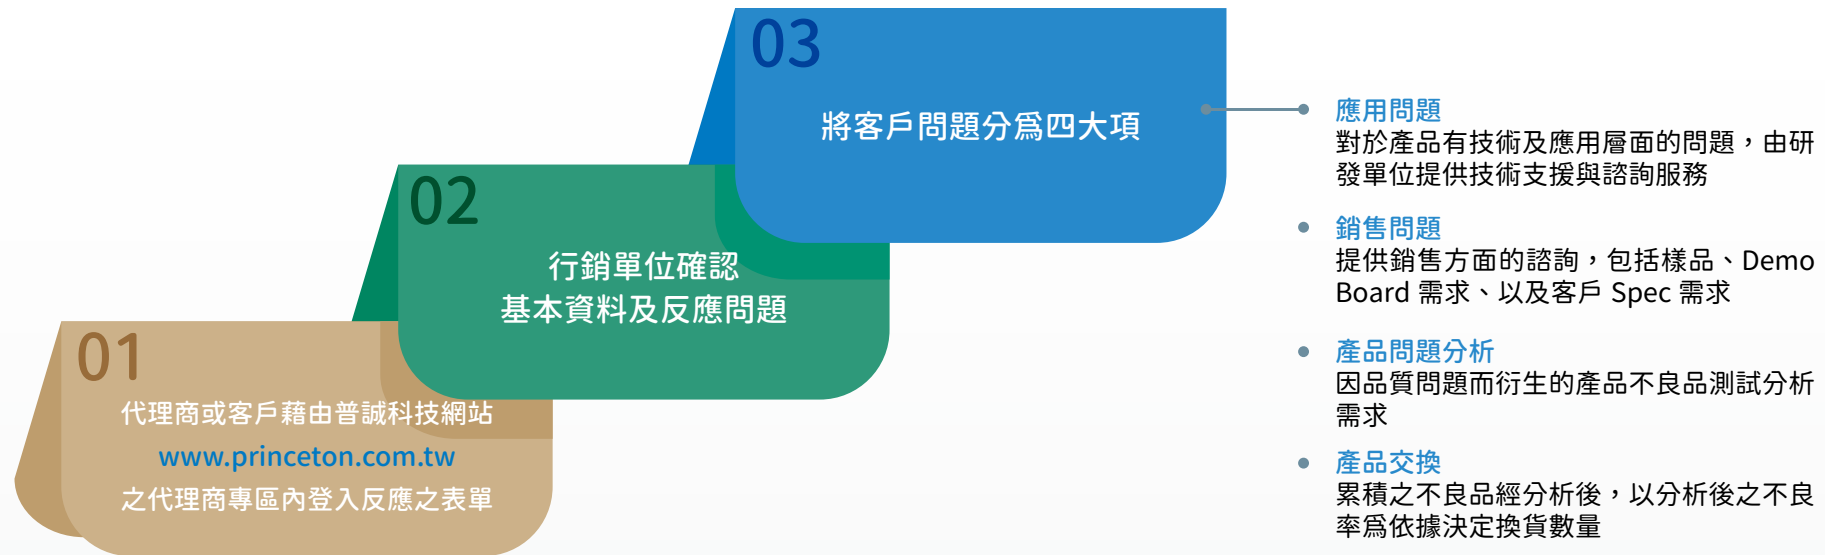 01
代理商或客戶藉由普誠科技網站
www.princeton.com.tw
之代理商專區內登入反應之表單
02
行銷單位確認
基本資料及反應問題
03
將客戶問題分爲四大項
應用問題
對於產品有技術及應用層面的問題，由研
發單位提供技術支援與諮詢服務
銷售問題
提供銷售方面的諮詢，包括樣品、Demo
Board 需求、以及客戶 Spec 需求
產品問題分析
因品質問題而衍生的產品不良品測試分析
需求
產品交換
累積之不良品經分析後，以分析後之不良
率爲依據決定換貨數量